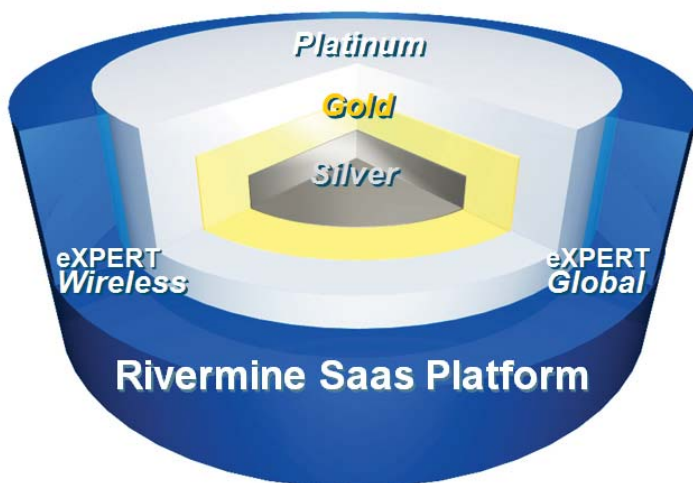 Platinum
Gold
Silver
eXPERT
Wireless
eXPERT
Global
Rivermine Saas Platform